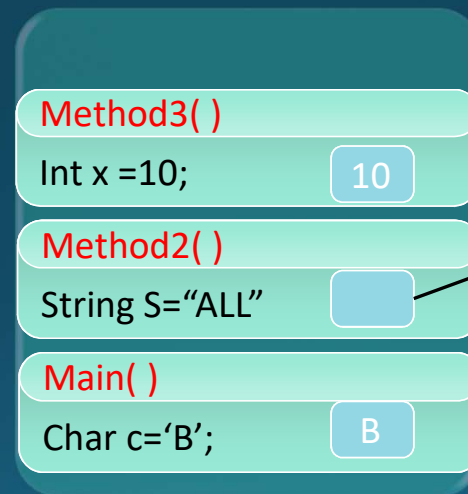 Method3( )
Int x =10; 10
Method2( )
String S=“ALL”
Main( )
Char c=‘B’; B